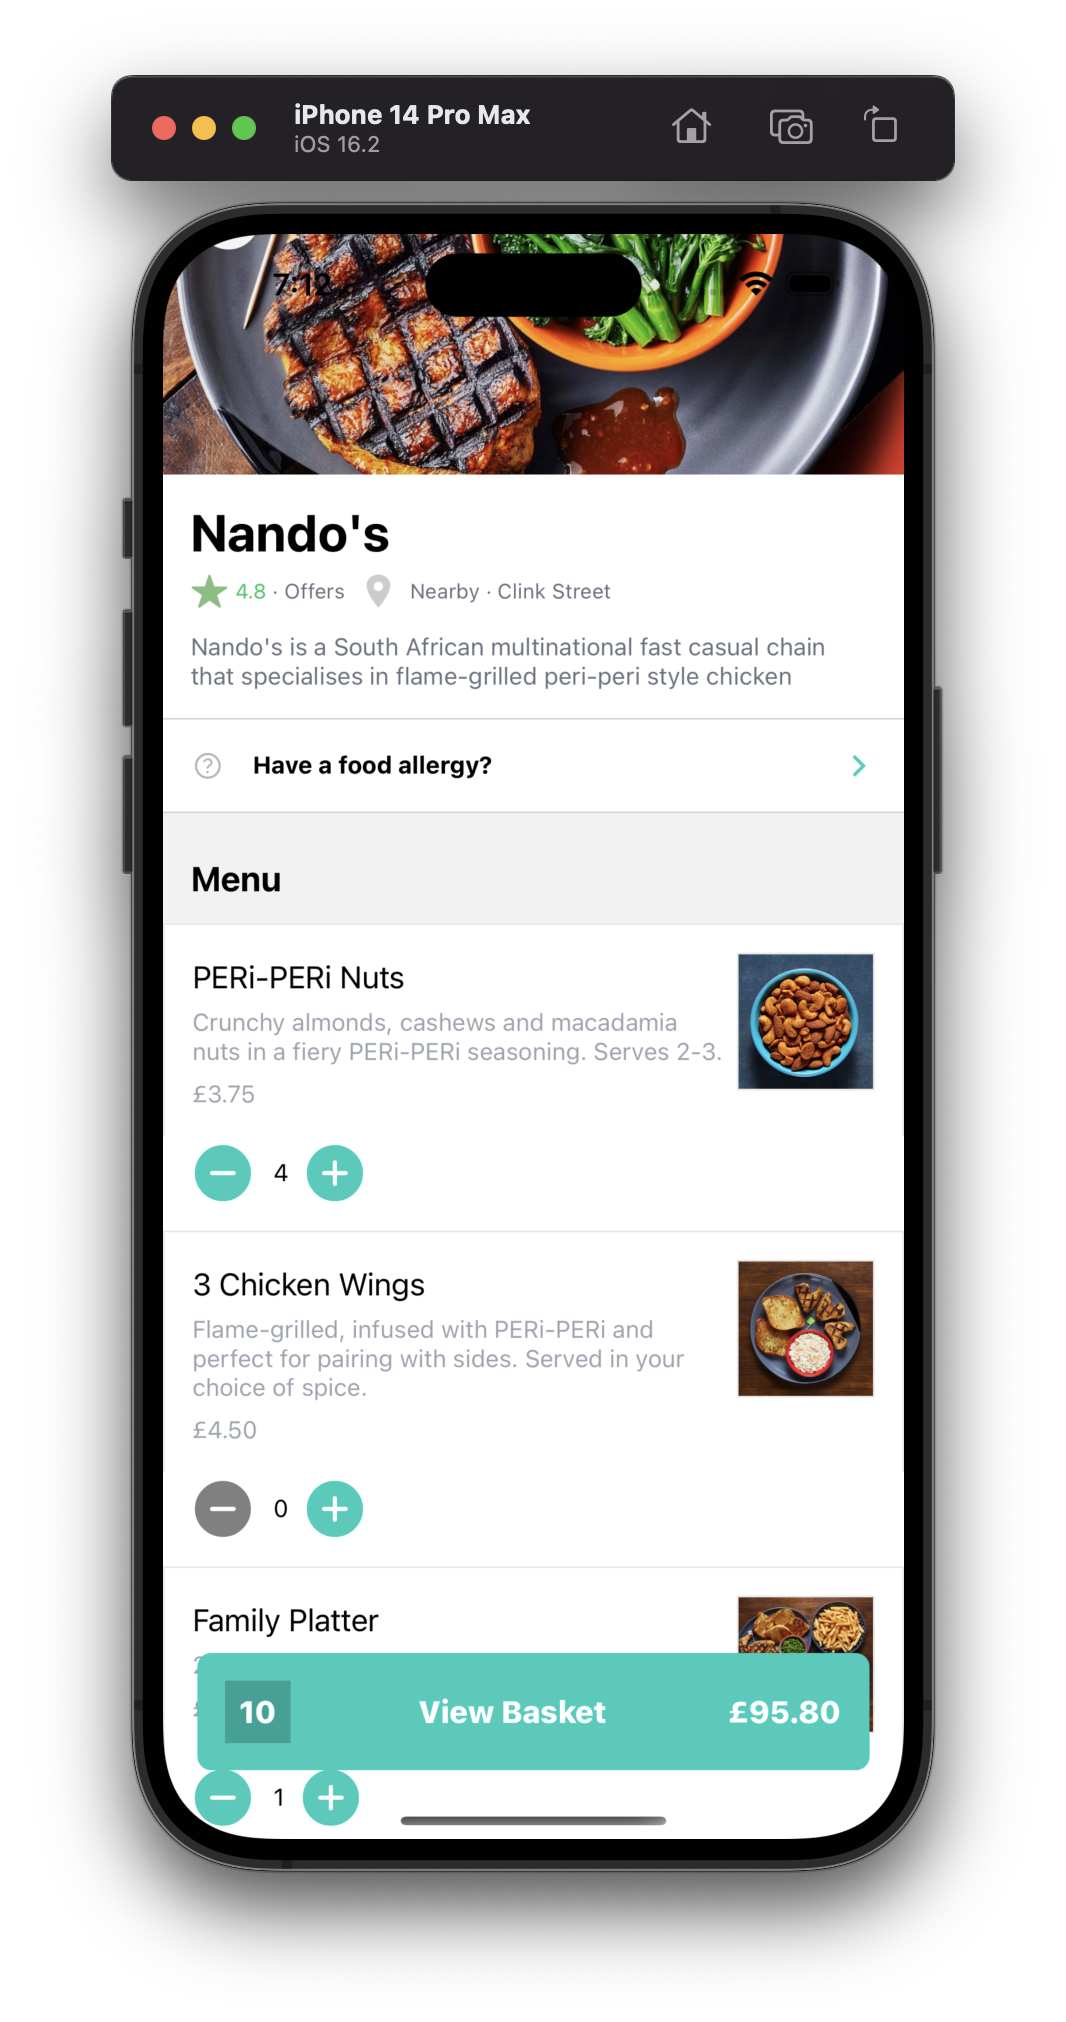 iPhone 14 Pro Max
iOS 16.2
7:12
Nando's
4.8 · Offers Nearby · Clink Street
Nando's is a South African multinational fast casual chain
that specialises in flame-grilled peri-peri style chicken
Have a food allergy?
Menu
PERi-PERi Nuts
Crunchy almonds, cashews and macadamia
nuts in a fiery PERi-PERi seasoning. Serves 2-3.
£3.75
4
3 Chicken Wings
Flame-grilled, infused with PERi-PERi and
perfect for pairing with sides. Served in your
choice of spice.
£4.50
0
Family Platter
10 View Basket £95.80
1